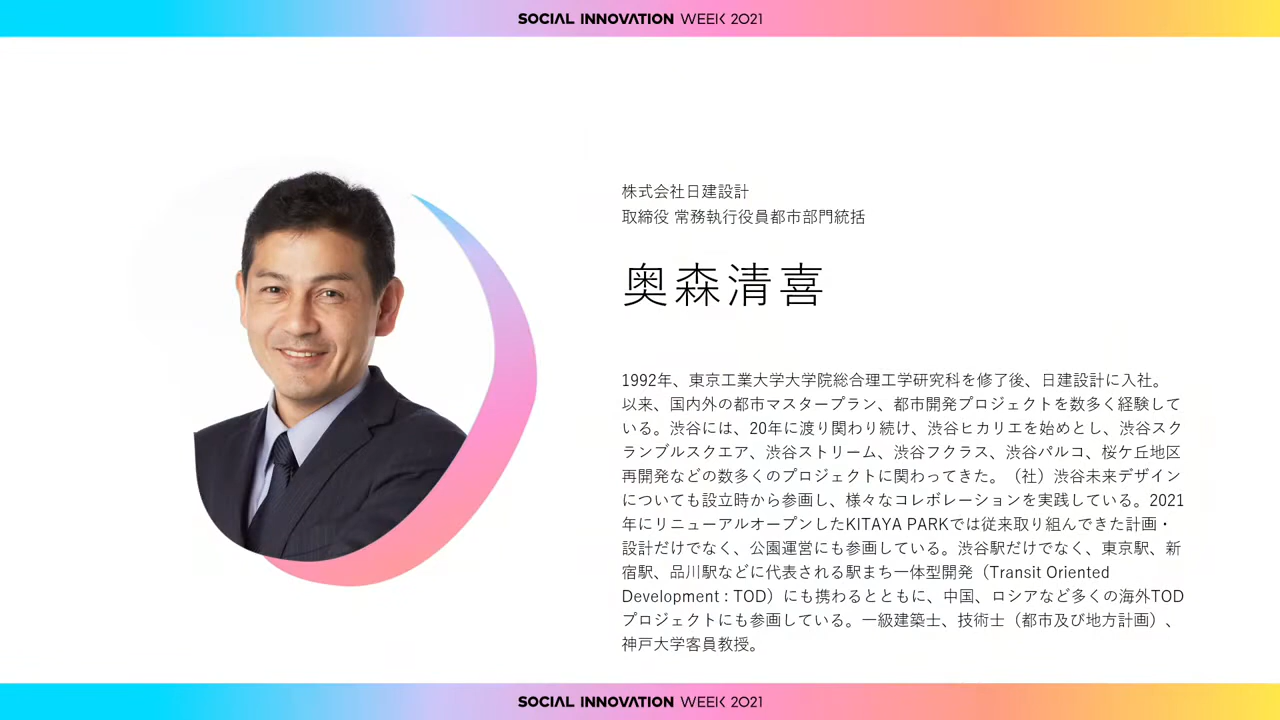 SOCIAL INNOVATION WEEK 2021
株式会社日建設計
取締役 常務執行役員都市部門統括
奥森清喜
1992年、東京工業大学大学院総合理工学研究科を修了後、日建設計に入社。
以来、国内外の都市マスタープラン、都市開発プロジェクトを数多く経験して
いる。渋谷には、20年に渡り関わり続け、渋谷ヒカリエを始めとし、渋谷スク
ランブルスクエア、渋谷ストリーム、渋谷フクラス、渋谷パルコ、桜ケ丘地区
再開発などの数多くのプロジェクトに関わってきた。（社）渋谷未来デザイン
についても設立時から参画し、様々なコレボレーションを実践している。2021
年にリニューアルオープンしたKITAYA PARKでは従来取り組んできた計画・
設計だけでなく、公園運営にも参画している。渋谷駅だけでなく、東京駅、新
宿駅、品川駅などに代表される駅まち一体型開発（Transit Oriented
Development : TOD）にも携わるとともに、中国、ロシアなど多くの海外TOD
プロジェクトにも参画している。一級建築士、技術士（都市及び地方計画）、
神戸大学客員教授。
SOCIAL INNOVATION WEEK 2021